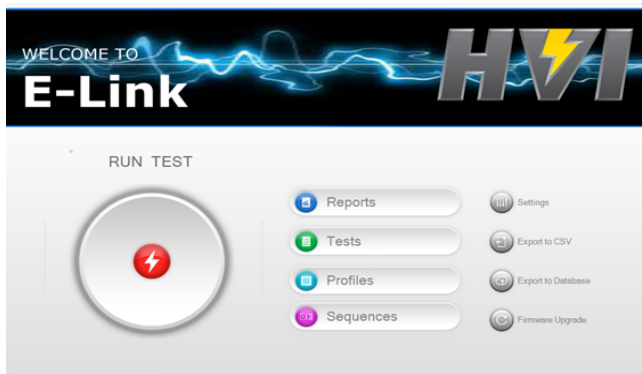 WELCOME TO
E-Link
HVI
RUN TEST
Reports
Tests
Profiles
Sequences
Settings
Export to CSV
Export to Database
Firmware Upgrade